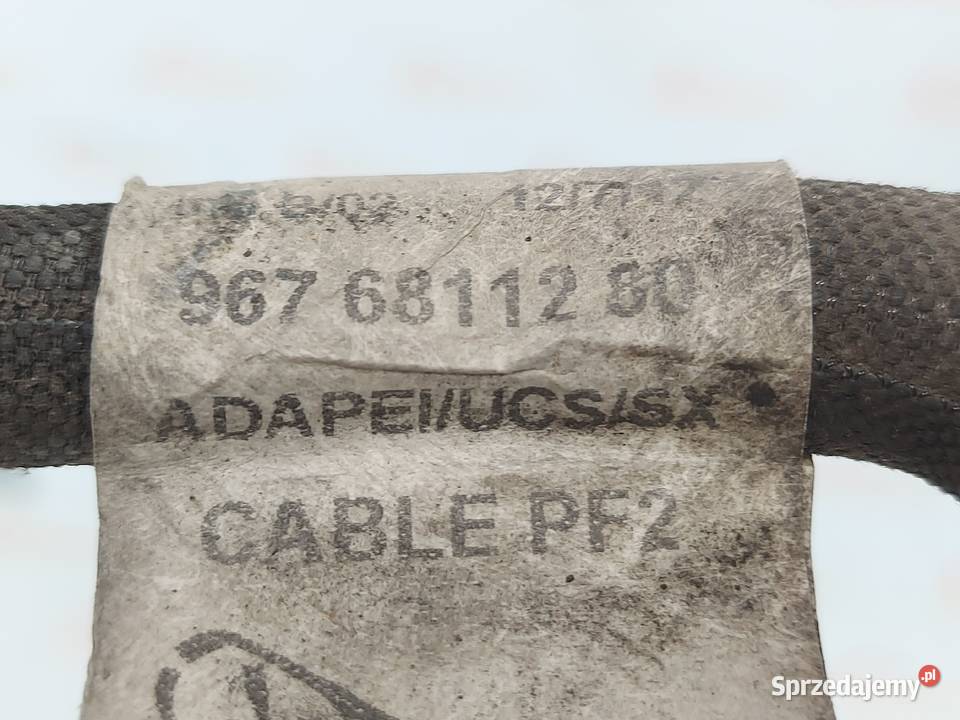 967 68112 80
ADAPEI/UCS/SX
CABLE PF2
Sprzedajemy.pl